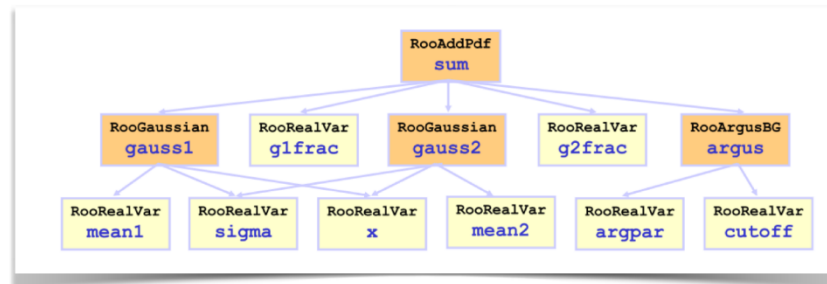 RooAddPdf
sum
RooGaussian
gauss1
RooRealVar
g1frac
RooGaussian
gauss2
RooRealVar
g2frac
RooArgusBG
argus
RooRealVar
mean1
RooRealVar
sigma
RooRealVar
x
RooRealVar
mean2
RooRealVar
argpar
RooRealVar
cutoff